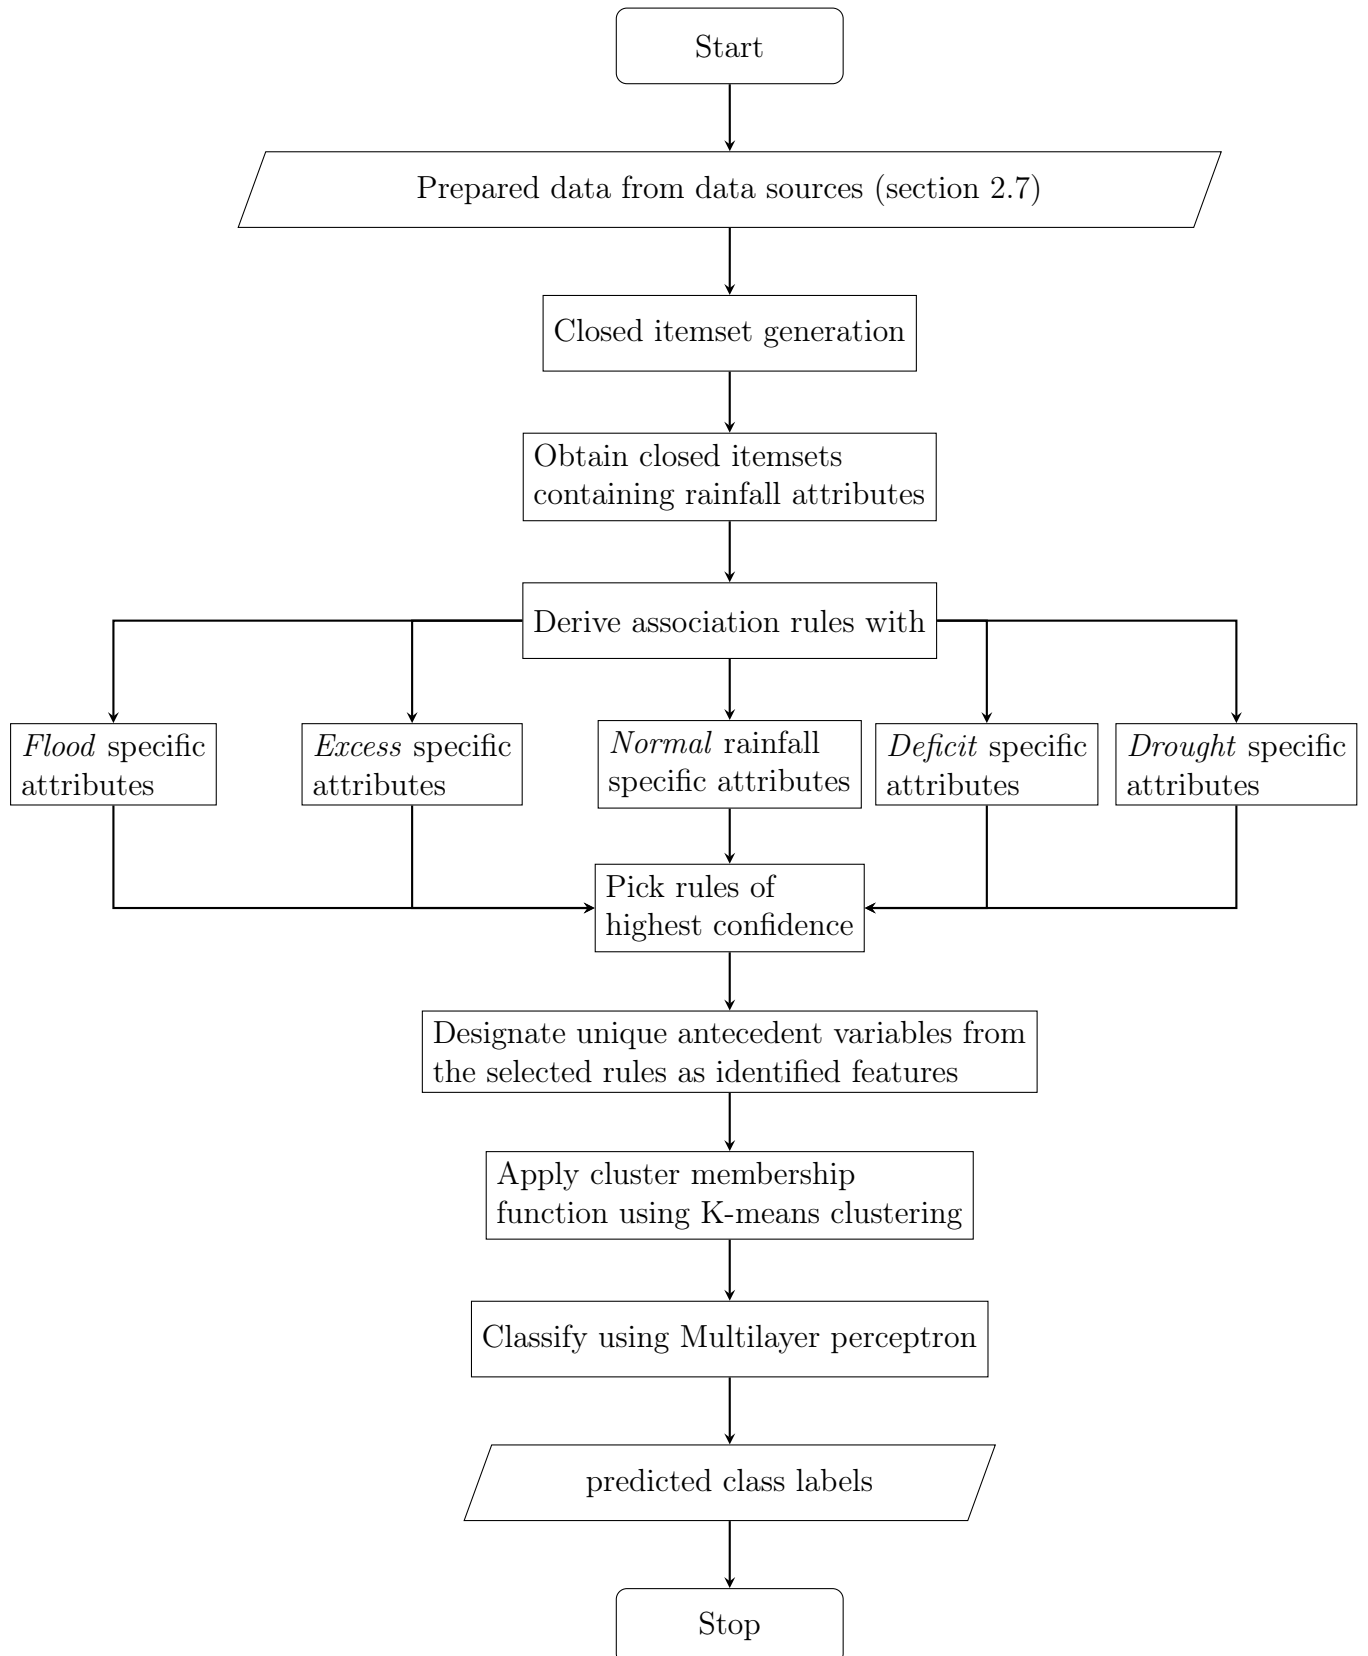 Start
Prepared data from data sources (section 2.7)
Closed itemset generation
Obtain closed itemsets
containing rainfall attributes
Derive association rules with
Flood specific
attributes
Excess specific
attributes
Normal rainfall
specific attributes
Deficit specific
attributes
Drought specific
attributes
Pick rules of
highest confidence
Designate unique antecedent variables from
the selected rules as identified features
Apply cluster membership
function using K-means clustering
Classify using Multilayer perceptron
predicted class labels
Stop